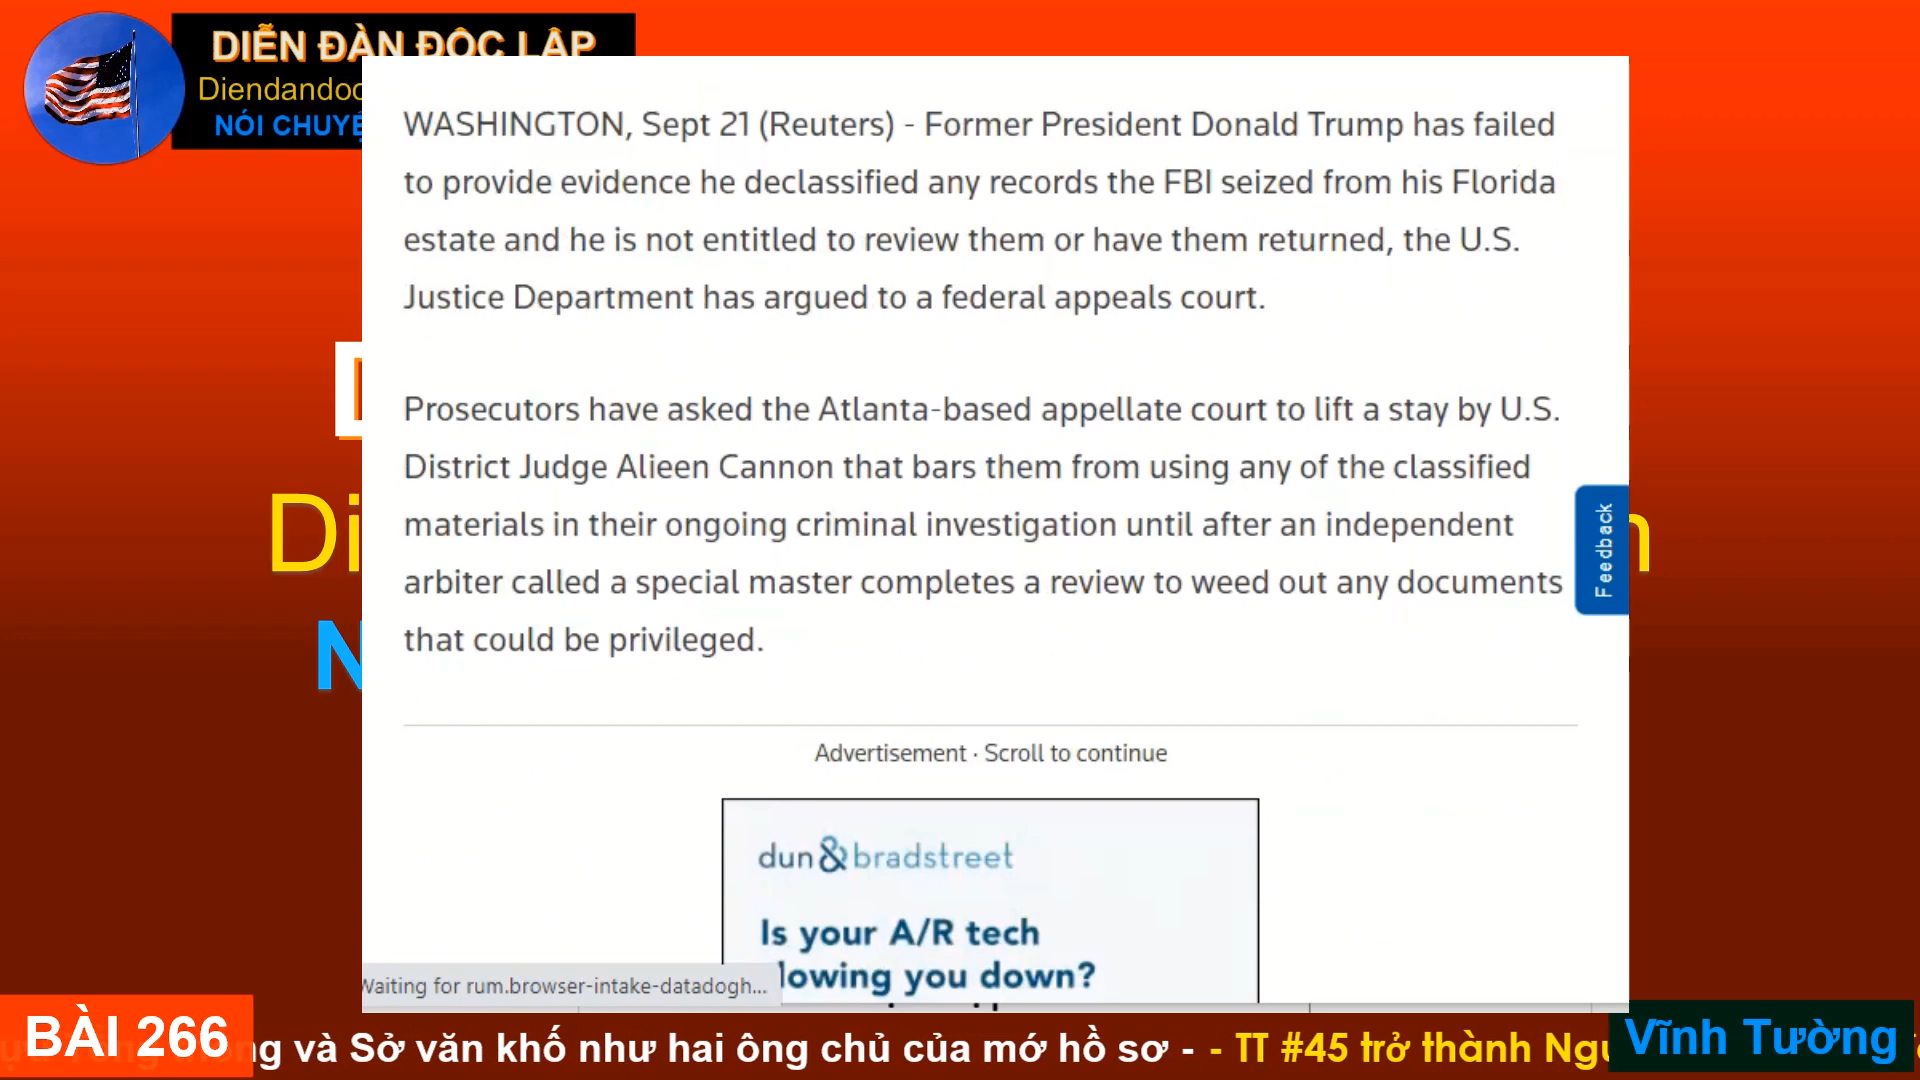 DIỄN ĐÀN ĐỘC LẬP
Diendandoc
NÓI CHUYỆ
WASHINGTON, Sept 21 (Reuters) - Former President Donald Trump has failed
to provide evidence he declassified any records the FBI seized from his Florida
estate and he is not entitled to review them or have them returned, the U.S.
Justice Department has argued to a federal appeals court.
Prosecutors have asked the Atlanta-based appellate court to lift a stay by U.S.
District Judge Alieen Cannon that bars them from using any of the classified
materials in their ongoing criminal investigation until after an independent
arbiter called a special master completes a review to weed out any documents
that could be privileged.
Feedback
Di
N
Advertisement · Scroll to continue
dun & bradstreet
Is your A/R tech
lowing you down?
Waiting for rum.browser-intake-datadogh...
BÀI 266
ng và Sở văn khố như hai ông chủ của mớ hồ sơ - - TT #45 trở thành Ngu
Vĩnh Tường